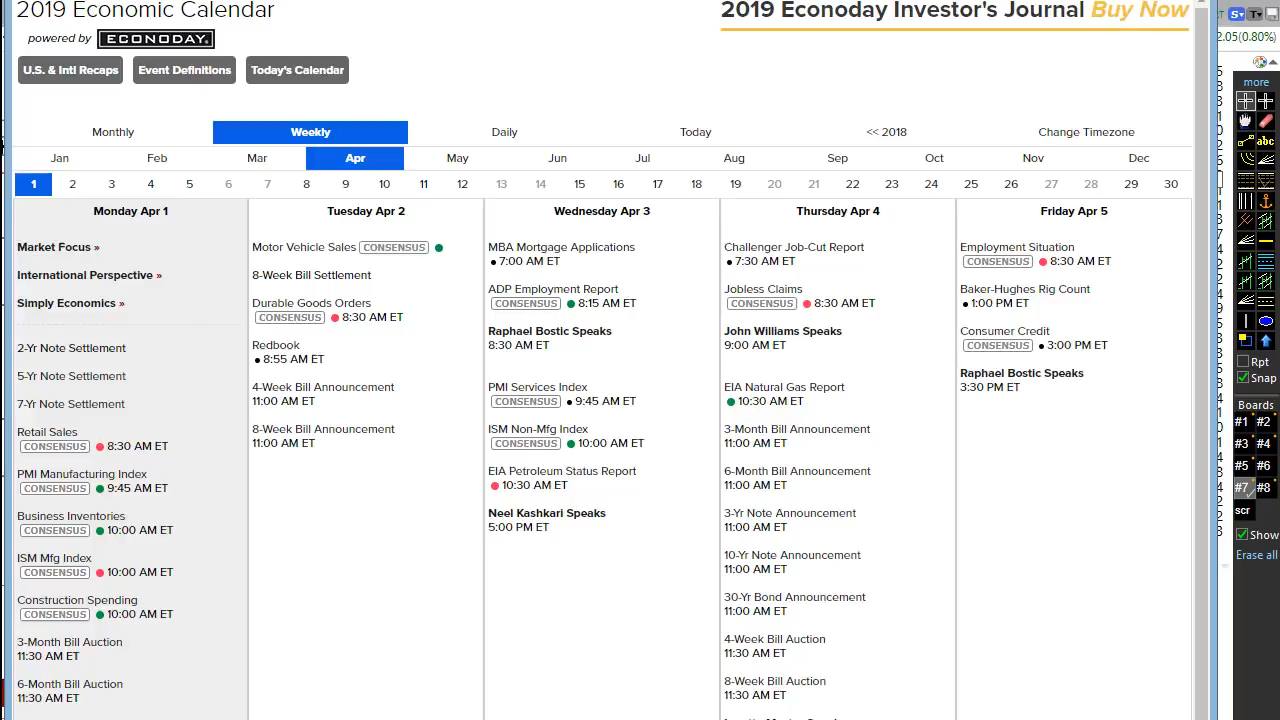 2019 Economic Calendar
2019 Econoday Investor's Journal Buy Now
powered by ECONODAY.
U.S. & Intl Recaps Event Definitions Today's Calendar
Monthly Weekly Daily Today << 2018 Change Timezone
Jan Feb Mar Apr May Jun Jul Aug Sep Oct Nov Dec
1 2 3 4 5 6 7 8 9 10 11 12 13 14 15 16 17 18 19 20 21 22 23 24 25 26 27 28 29 30
Monday Apr 1
Market Focus »
International Perspective »
Simply Economics »
2-Yr Note Settlement
5-Yr Note Settlement
7-Yr Note Settlement
Retail Sales
CONSENSUS 8:30 AM ET
PMI Manufacturing Index
CONSENSUS 9:45 AM ET
Business Inventories
CONSENSUS 10:00 AM ET
ISM Mfg Index
CONSENSUS 10:00 AM ET
Construction Spending
CONSENSUS 10:00 AM ET
3-Month Bill Auction
11:30 AM ET
6-Month Bill Auction
11:30 AM ET
Tuesday Apr 2
Motor Vehicle Sales CONSENSUS
8-Week Bill Settlement
Durable Goods Orders
CONSENSUS 8:30 AM ET
Redbook
8:55 AM ET
4-Week Bill Announcement
11:00 AM ET
8-Week Bill Announcement
11:00 AM ET
Wednesday Apr 3
MBA Mortgage Applications
7:00 AM ET
ADP Employment Report
CONSENSUS 8:15 AM ET
Raphael Bostic Speaks
8:30 AM ET
PMI Services Index
CONSENSUS 9:45 AM ET
ISM Non-Mfg Index
CONSENSUS 10:00 AM ET
EIA Petroleum Status Report
10:30 AM ET
Neel Kashkari Speaks
5:00 PM ET
Thursday Apr 4
Challenger Job-Cut Report
7:30 AM ET
Jobless Claims
CONSENSUS 8:30 AM ET
John Williams Speaks
9:00 AM ET
EIA Natural Gas Report
10:30 AM ET
3-Month Bill Announcement
11:00 AM ET
6-Month Bill Announcement
11:00 AM ET
3-Yr Note Announcement
11:00 AM ET
10-Yr Note Announcement
11:00 AM ET
30-Yr Bond Announcement
11:00 AM ET
4-Week Bill Auction
11:30 AM ET
8-Week Bill Auction
11:30 AM ET
Friday Apr 5
Employment Situation
CONSENSUS 8:30 AM ET
Baker-Hughes Rig Count
1:00 PM ET
Consumer Credit
CONSENSUS 3:00 PM ET
Raphael Bostic Speaks
3:30 PM ET
2.05(0.80%)
more
abc
Rpt
Snap
Boards
#1 #2
#3 #4
#5 #6
#7 #8
scr
Show
Erase all